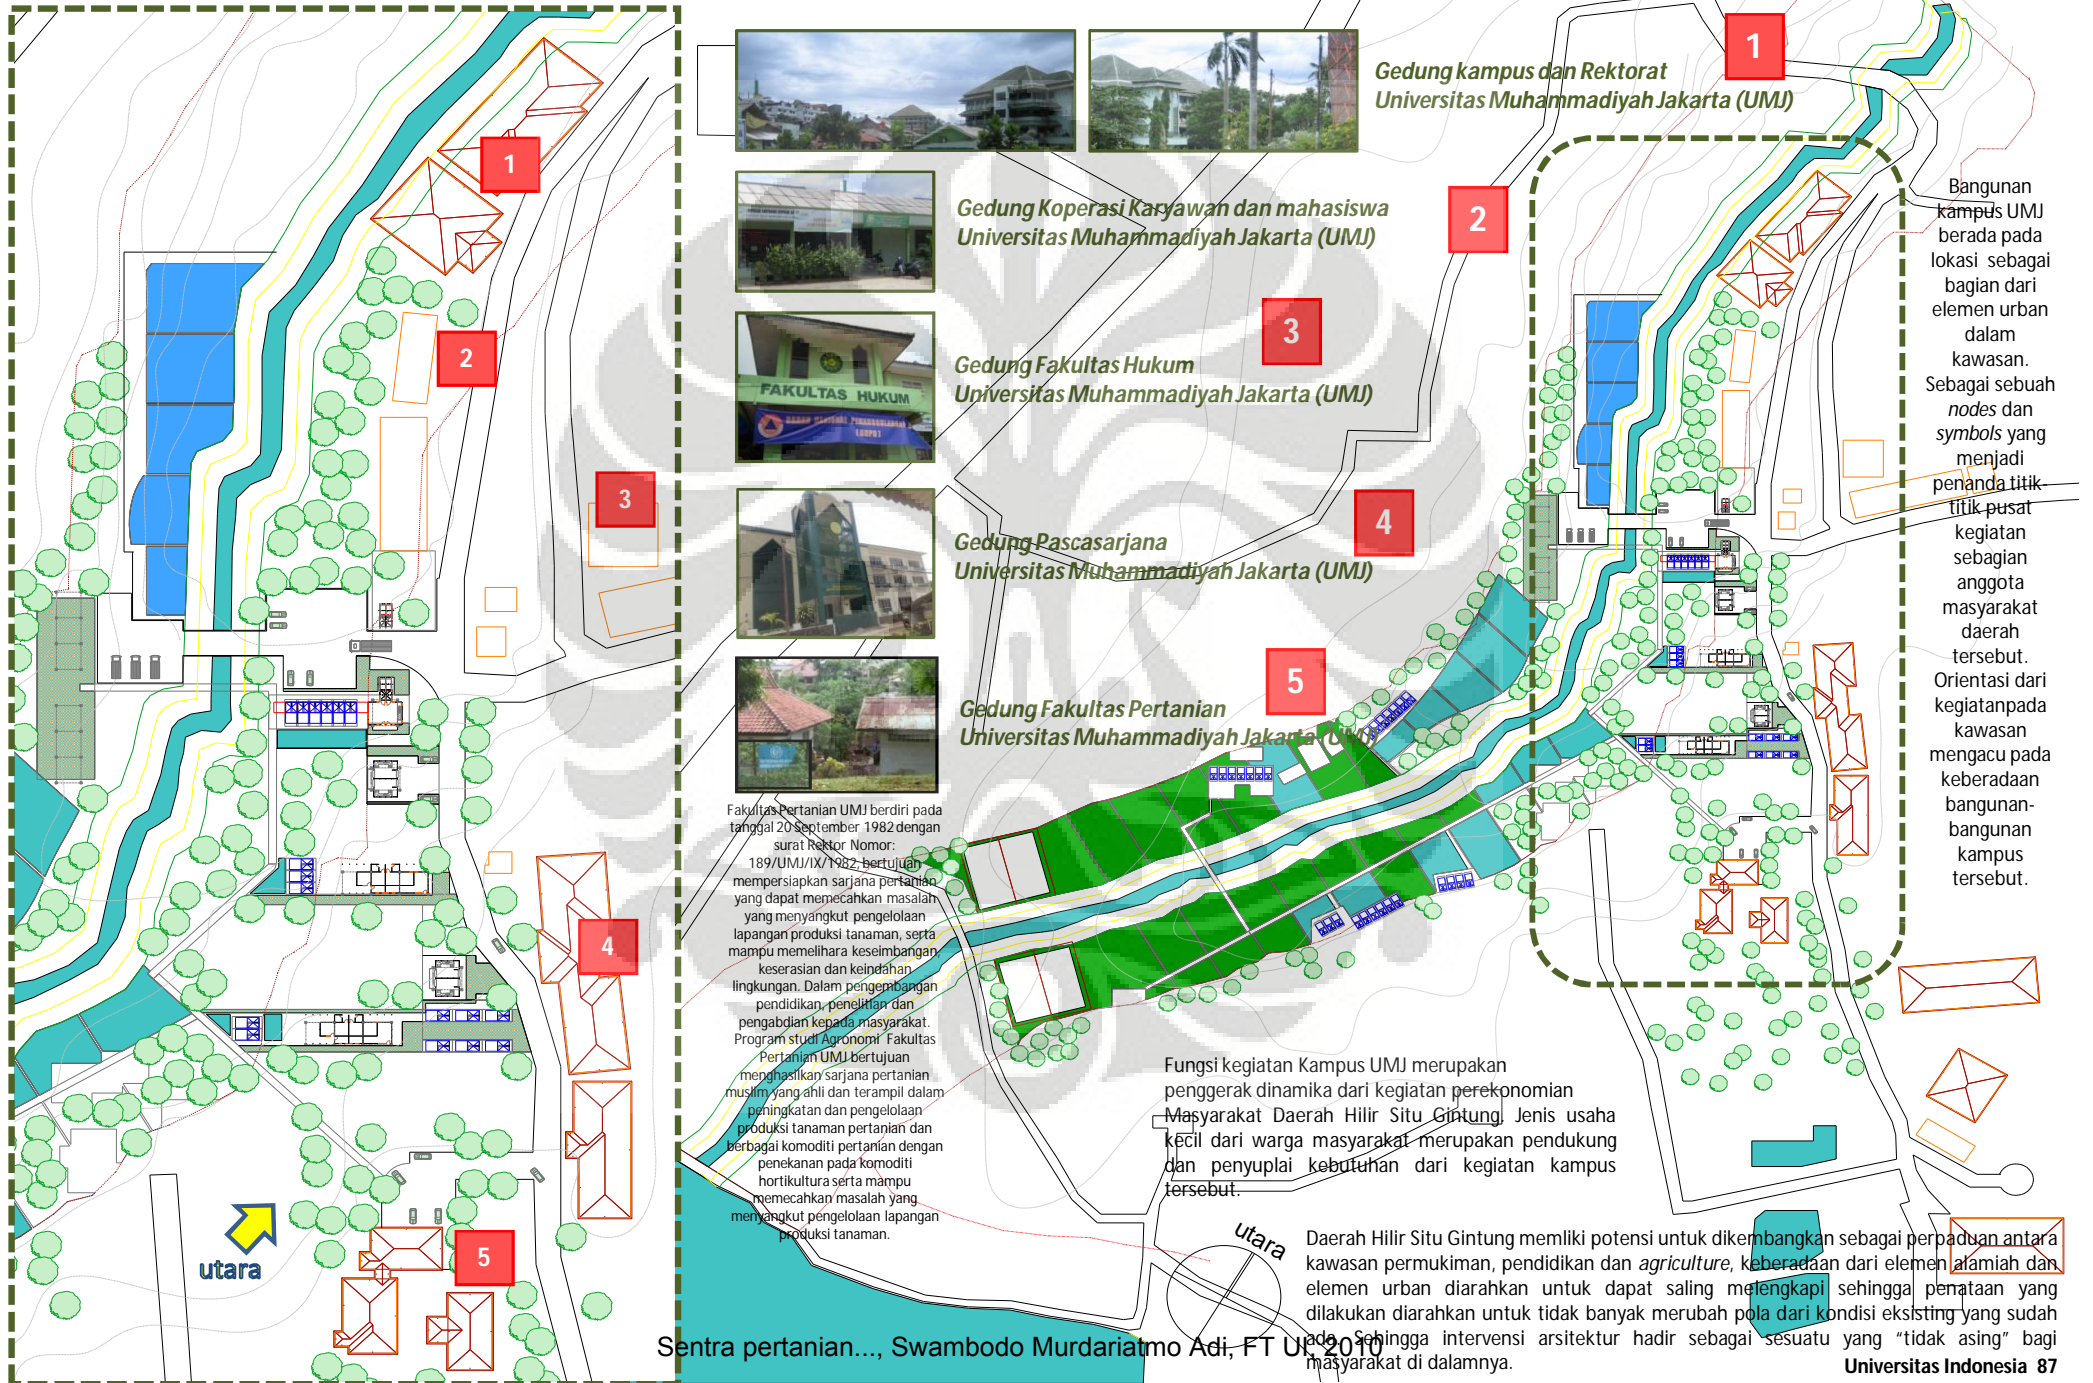 1
2
3
4
5
utara
Gedung kampus dan Rektorat
Universitas Muhammadiyah Jakarta (UMJ)
1
Gedung Koperasi Karyawan dan mahasiswa
Universitas Muhammadiyah Jakarta (UMJ)
2
FAKULTAS HUKUM
Gedung Fakultas Hukum
Universitas Muhammadiyah Jakarta (UMJ)
3
Gedung Pascasarjana
Universitas Muhammadiyah Jakarta (UMJ)
4
Gedung Fakultas Pertanian
Universitas Muhammadiyah Jakarta (UMJ)
5
Fakultas Pertanian UMJ berdiri pada
tanggal 20 September 1982 dengan
surat Rektor Nomor:
189/UMJ/IX/1982, bertujuan
mempersiapkan sarjana pertanian
yang dapat memecahkan masalah
yang menyangkut pengelolaan
lapangan produksi tanaman, serta
mampu memelihara keseimbangan,
keserasian dan keindahan
lingkungan. Dalam pengembangan
pendidikan, penelitian dan
pengabdian kepada masyarakat.
Program studi Agronomi Fakultas
Pertanian UMJ bertujuan
menghasilkan sarjana pertanian
muslim yang ahli dan terampil dalam
peningkatan dan pengelolaan
produksi tanaman pertanian dan
berbagai komoditi pertanian dengan
penekanan pada komoditi
hortikultura serta mampu
memecahkan masalah yang
menyangkut pengelolaan lapangan
produksi tanaman.
Bangunan
kampus UMJ
berada pada
lokasi sebagai
bagian dari
elemen urban
dalam
kawasan.
Sebagai sebuah
nodes dan
symbols yang
menjadi
penanda titik-
titik pusat
kegiatan
sebagian
anggota
masyarakat
daerah
tersebut.
Orientasi dari
kegiatanpada
kawasan
mengacu pada
keberadaan
bangunan-
bangunan
kampus
tersebut.
Fungsi kegiatan Kampus UMJ merupakan
penggerak dinamika dari kegiatan perekonomian
Masyarakat Daerah Hilir Situ Gintung. Jenis usaha
kecil dari warga masyarakat merupakan pendukung
dan penyuplai kebutuhan dari kegiatan kampus
tersebut.
utara
Daerah Hilir Situ Gintung memliki potensi untuk dikembangkan sebagai perpaduan antara
kawasan permukiman, pendidikan dan agriculture, keberadaan dari elemen alamiah dan
elemen urban diarahkan untuk dapat saling melengkapi sehingga penataan yang
dilakukan diarahkan untuk tidak banyak merubah pola dari kondisi eksisting yang sudah
ada. Sehingga intervensi arsitektur hadir sebagai sesuatu yang “tidak asing” bagi
masyarakat di dalamnya.
Sentra pertanian..., Swambodo Murdariatmo Adi, FT UI, 2010
Universitas Indonesia 87